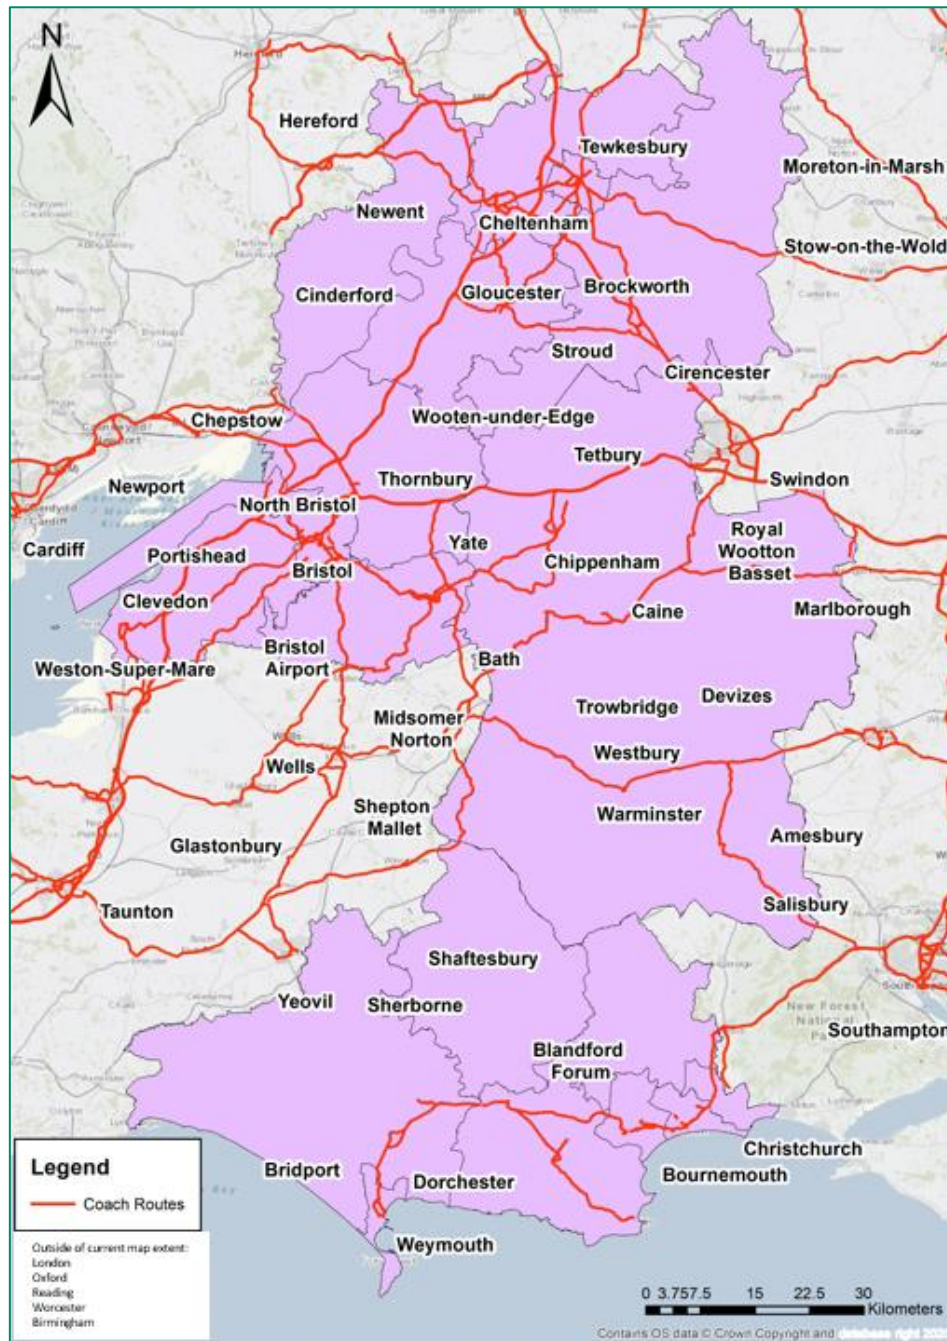 N
Hereford
Tewkesbury
Moreton-in-Marsh
Newent
Cheltenham
Stow-on-the-Wold
Cinderford
Gloucester
Brockworth
Stroud
Cirencester
Chepstow
Wooten-under-Edge
Tetbury
Thornbury
Swindon
Newport
North Bristol
Royal
Wootton
Basset
Cardiff
Portishead
Yate
Chippenham
Bristol
Clevedon
Caine
Marlborough
Bristol
Airport
Bath
Weston-Super-Mare
Devizes
Trowbridge
Midsomer
Norton
Westbury
Wells
Shepton
Mallet
Warminster
Amesbury
Glastonbury
Taunton
Salisbury
Shaftesbury
Yeovil
Sherborne
Southampton
Blandford
Forum
Christchurch
Bridport
Dorchester
Bournemouth
Weymouth
Legend
Coach Routes
Outside of current map extent:
London
Oxford
Reading
Worcester
Birmingham
0 3.75 7.5 15 22.5 30
Kilometers
Contains OS data © Crown Copyright and